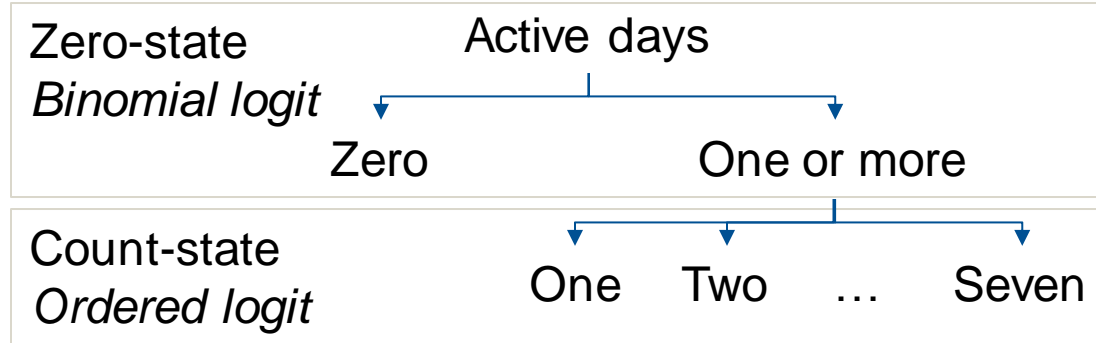 Zero-state
Binomial logit
Active days
Zero
One or more
Count-state
Ordered logit
One
Two
…
Seven